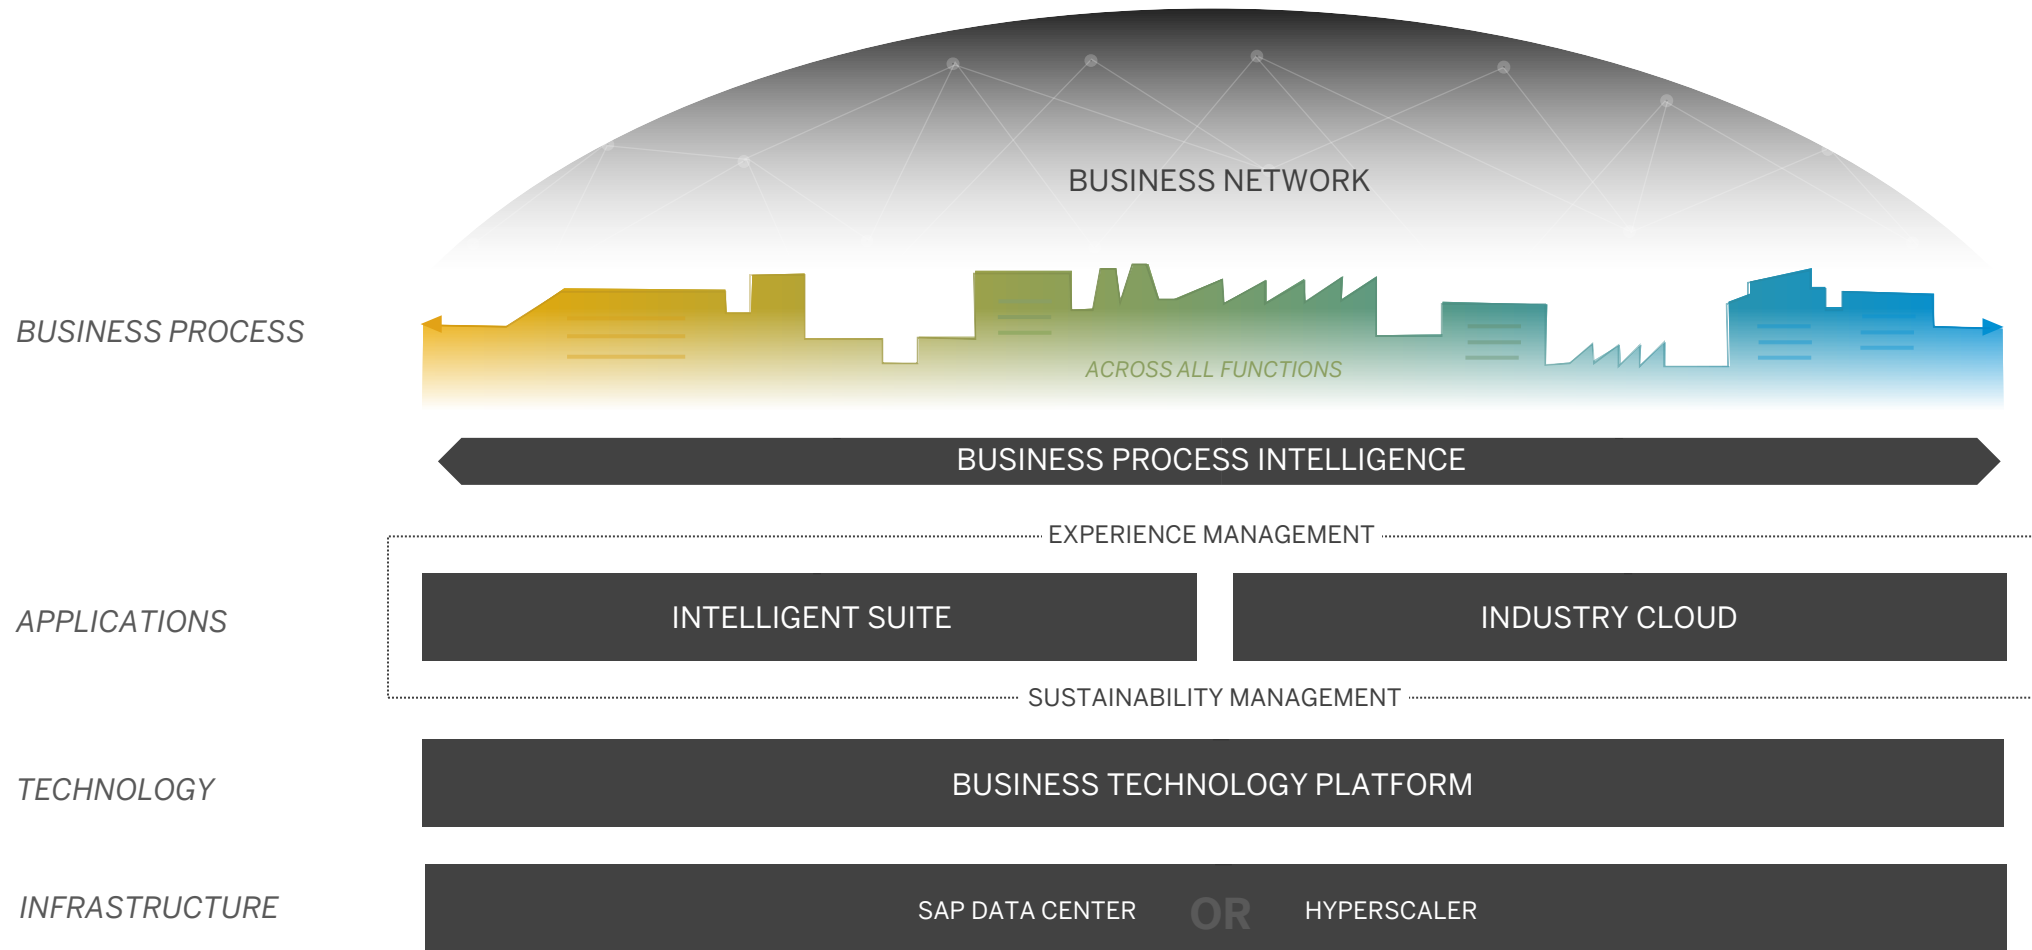 BUSINESS NETWORK
BUSINESS PROCESS
ACROSS ALL FUNCTIONS
BUSINESS PROCESS INTELLIGENCE
EXPERIENCE MANAGEMENT
APPLICATIONS
INTELLIGENT SUITE
INDUSTRY CLOUD
SUSTAINABILITY MANAGEMENT
TECHNOLOGY
BUSINESS TECHNOLOGY PLATFORM
INFRASTRUCTURE
SAP DATA CENTER OR HYPERSCALER